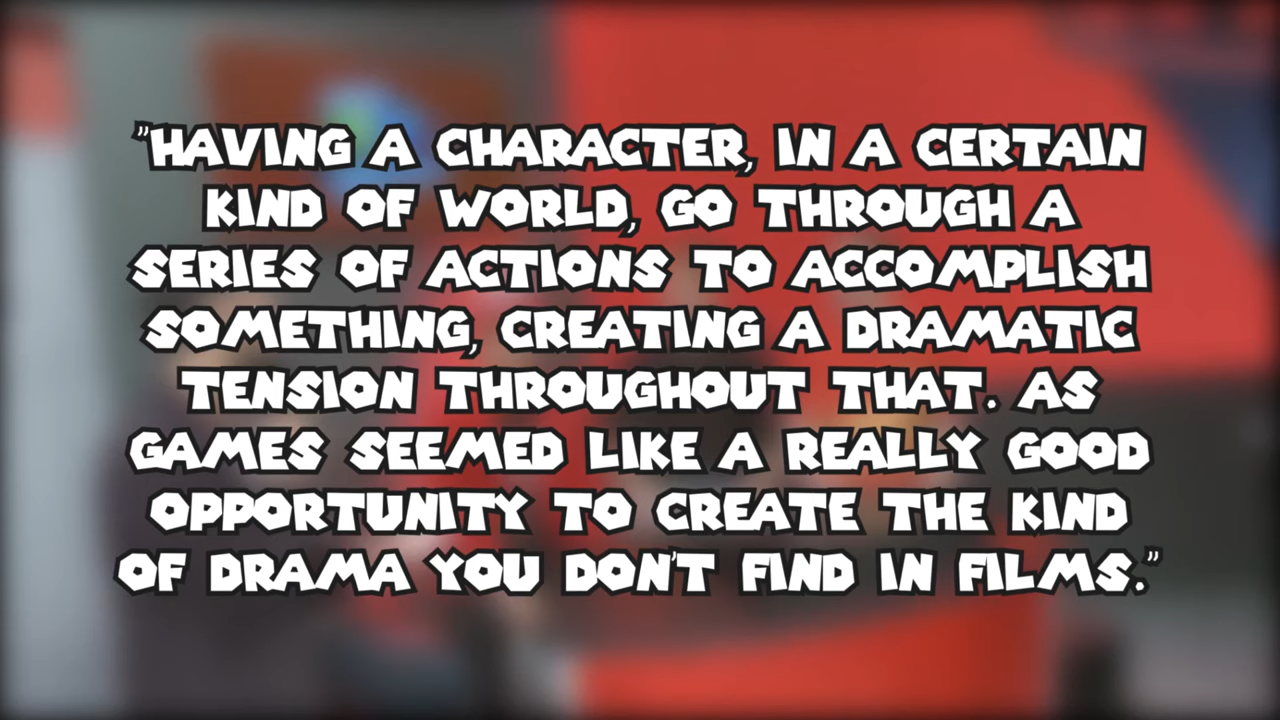 "HAVING A CHARACTER, IN A CERTAIN
KIND OF WORLD, GO THROUGH A
SERIES OF ACTIONS TO ACCOMPLISH
SOMETHING, CREATING A DRAMATIC
TENSION THROUGHOUT THAT. AS
GAMES SEEMED LIKE A REALLY GOOD
OPPORTUNITY TO CREATE THE KIND
OF DRAMA YOU DON'T FIND IN FILMS."